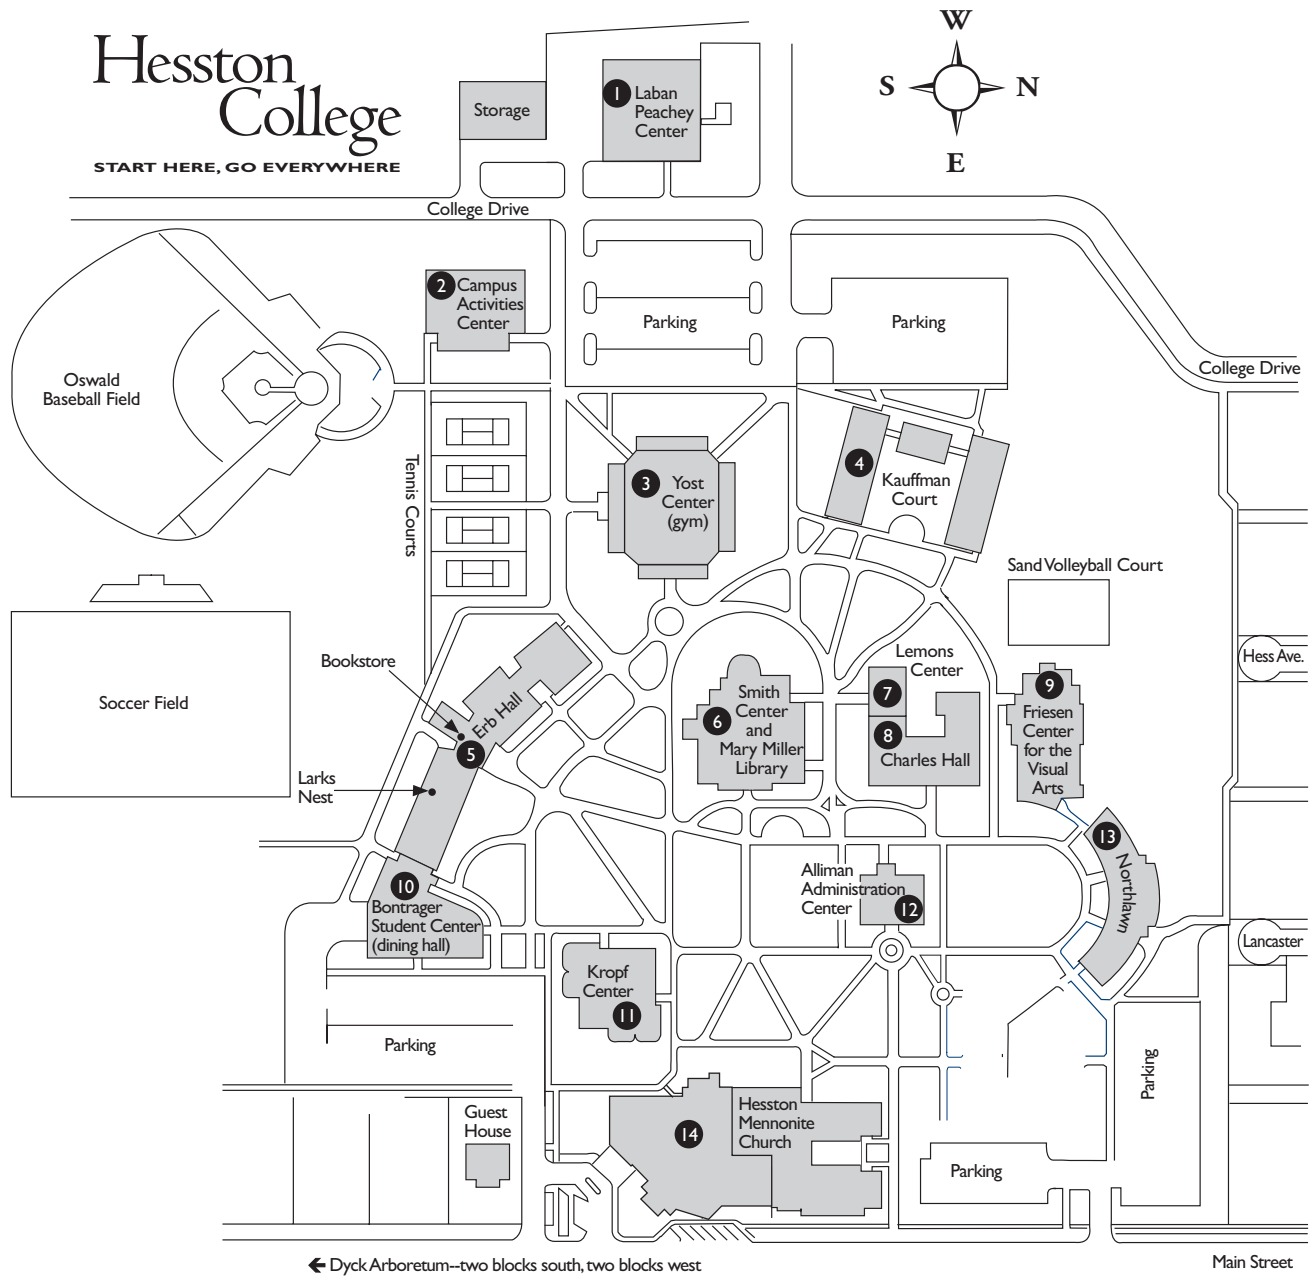 Hesston
College
START HERE, GO EVERYWHERE
W
S
N
E
Storage
1
Laban
Peachey
Center
College Drive
2
Campus
Activities
Center
Parking
Parking
College Drive
Oswald
Baseball Field
Tennis Courts
3
Yost
Center
(gym)
4
Kauffman
Court
Sand Volleyball Court
Soccer Field
Bookstore
Erb Hall
5
Larks
Nest
6
Smith
Center
and
Mary Miller
Library
Lemons
Center
7
8
Charles Hall
9
Friesen
Center
for the
Visual
Arts
Hess Ave.
13
Northlawn
10
Bontrager
Student Center
(dining hall)
Alliman
Administration
Center
12
Lancaster
Kropf
Center
11
Parking
Parking
Guest
House
14
Hesston
Mennonite
Church
Parking
← Dyck Arboretum--two blocks south, two blocks west
Main Street